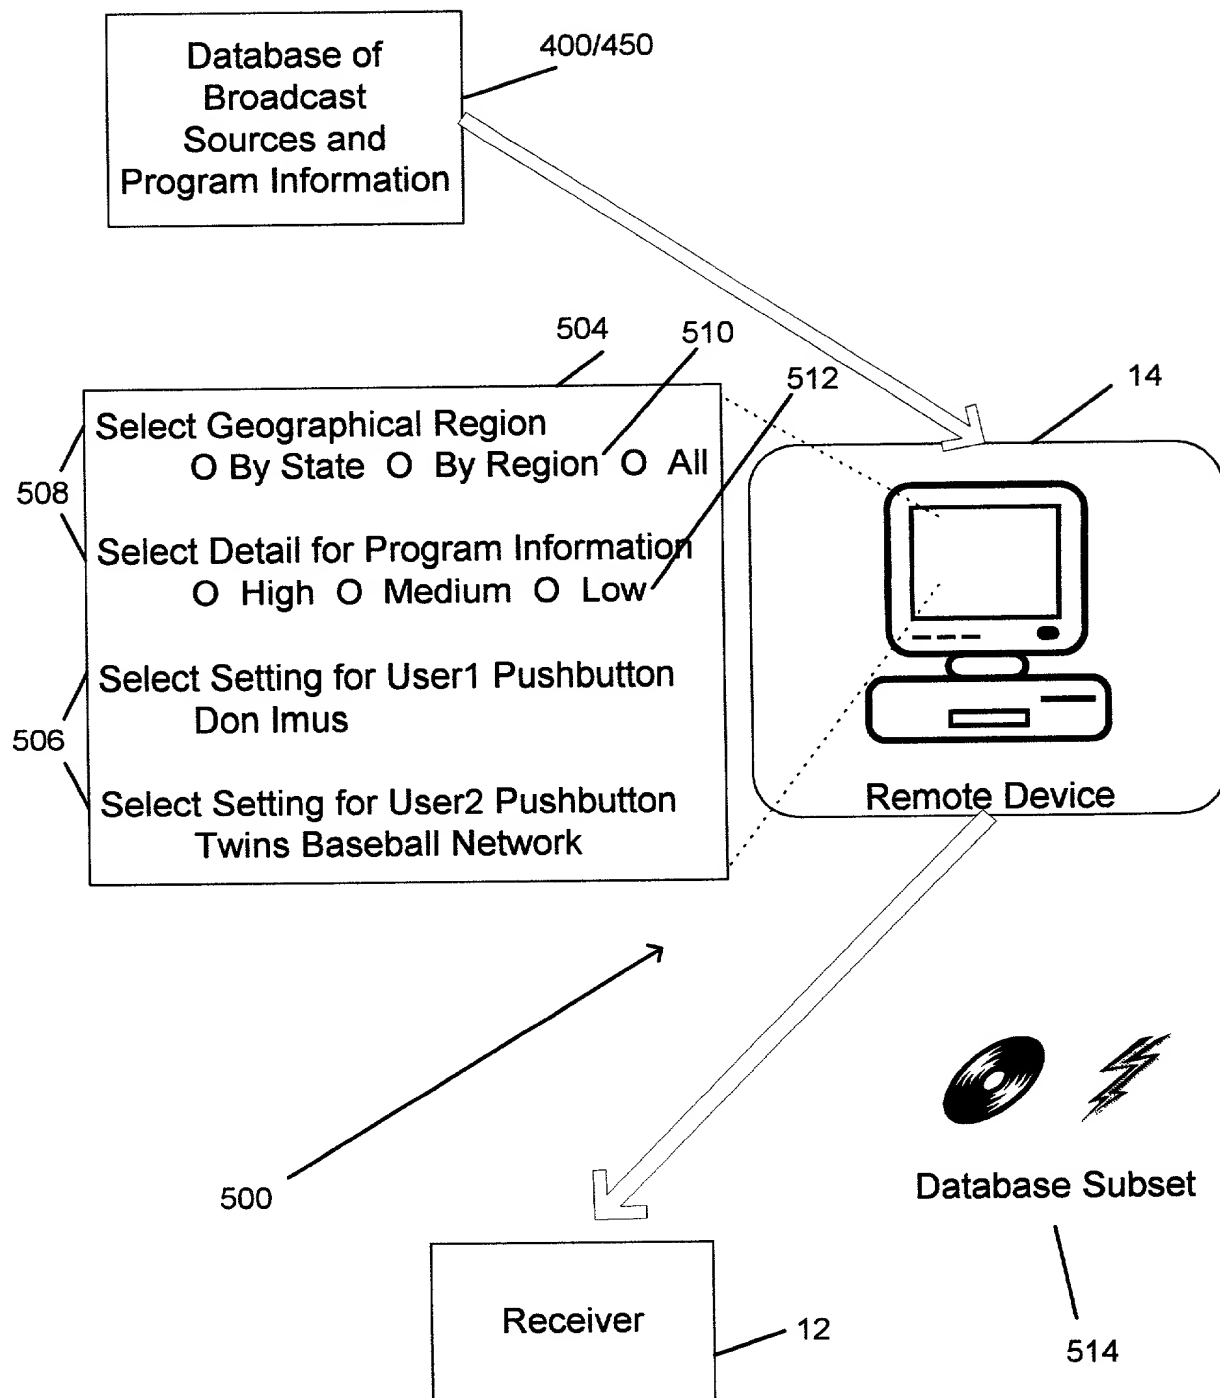 Database of
Broadcast
Sources and
Program Information
400/450
504
510
512
14
Select Geographical Region
O By State O By Region O All
508
Select Detail for Program Information
O High O Medium O Low
Select Setting for User1 Pushbutton
Don Imus
506
Select Setting for User2 Pushbutton
Twins Baseball Network
Remote Device
500
Database Subset
514
Receiver
12